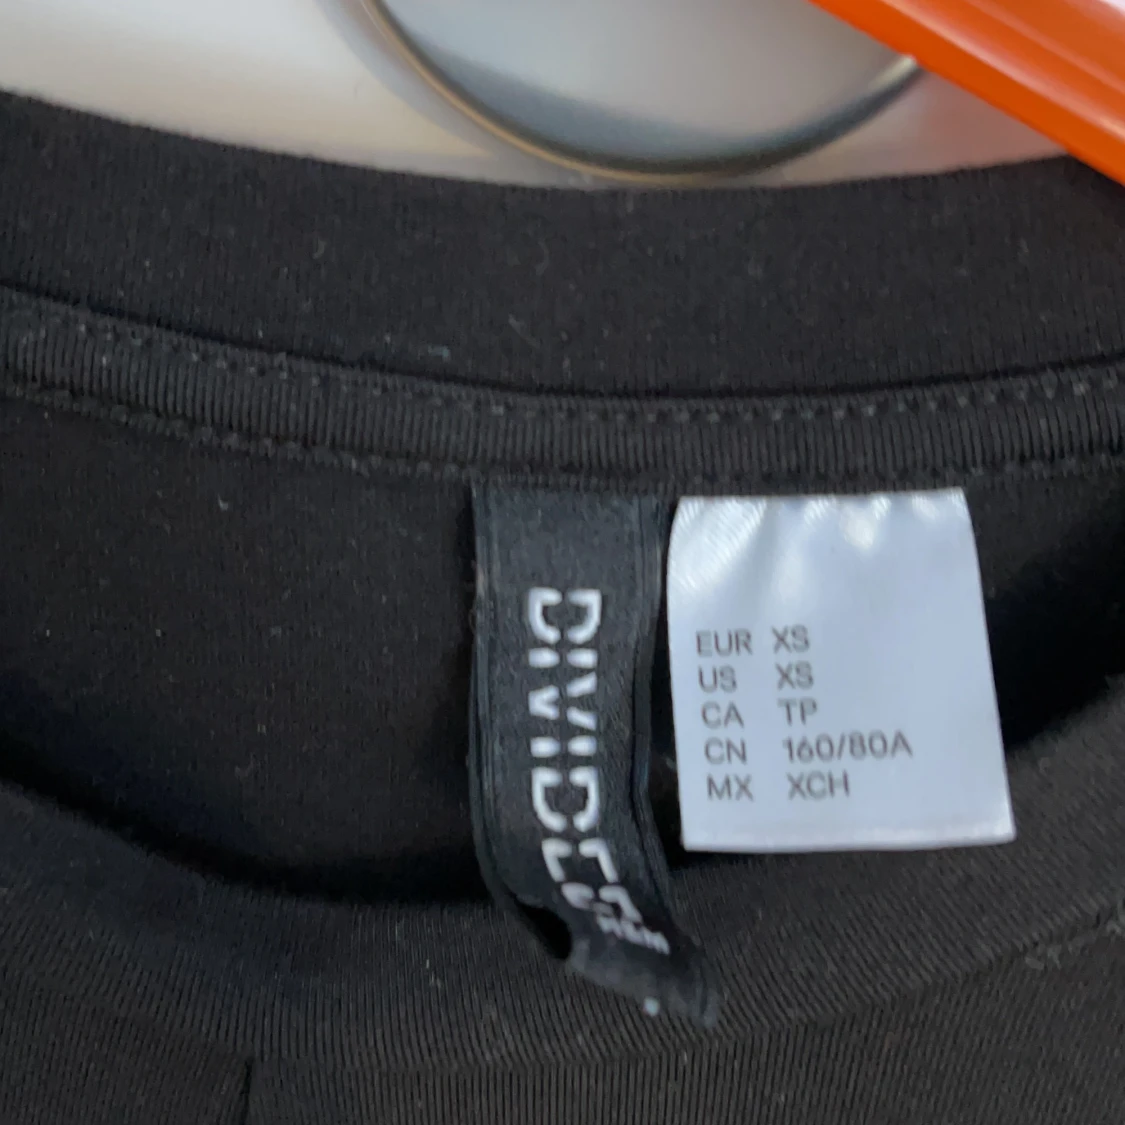 DIVIDED
H&M
EUR XS
US XS
CA TP
CN 160/80A
MX XCH